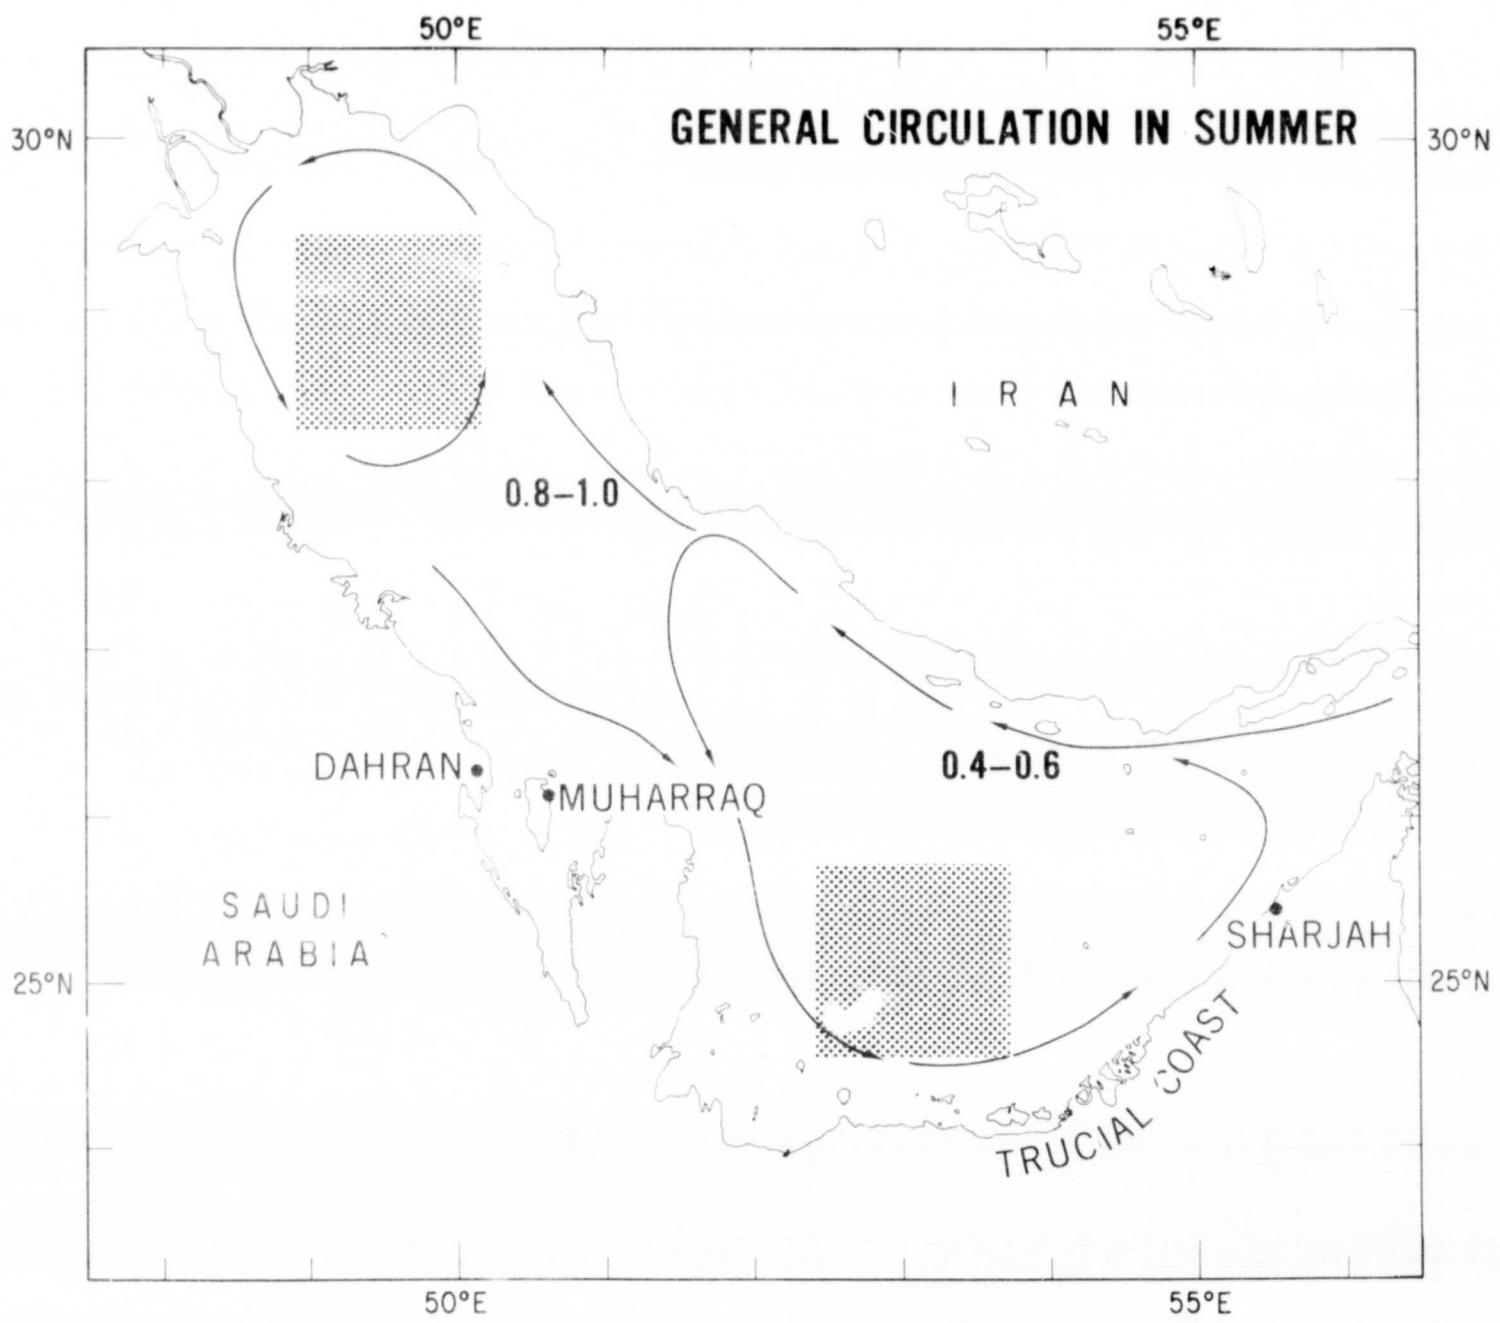 50°E 55°E
GENERAL CIRCULATION IN SUMMER
30°N 30°N
IRAN
0.8–1.0
0.4–0.6
DAHRAN
MUHARRAQ
SAUDI
ARABIA
SHARJAH
25°N 25°N
TRUCIAL COAST
50°E 55°E